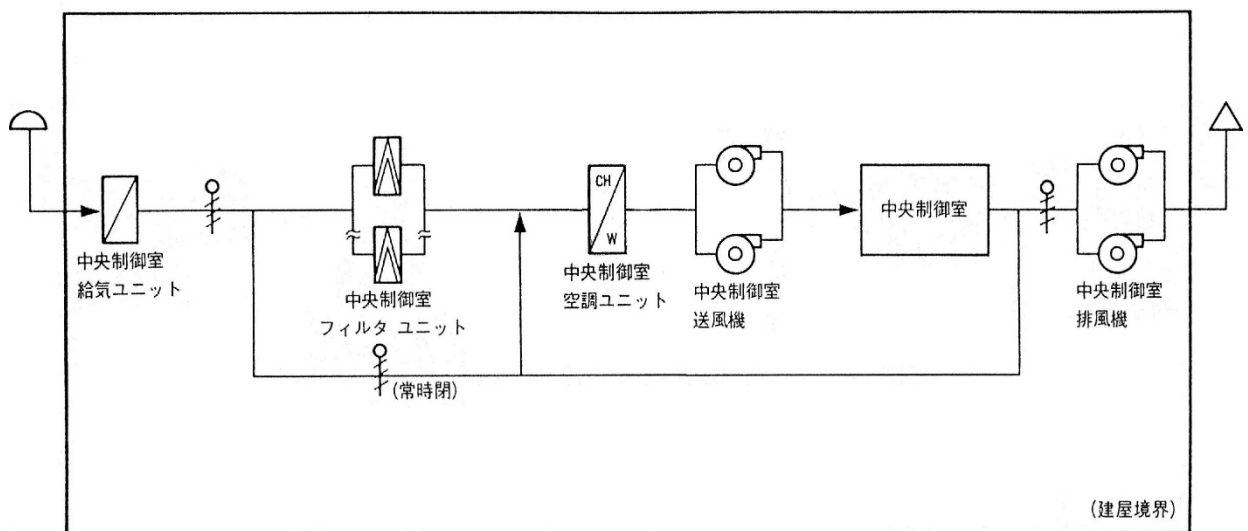 中央制御室
給気ユニット
中央制御室
フィルタ ユニット
(常時閉)
CH
W
中央制御室
空調ユニット
中央制御室
送風機
中央制御室
中央制御室
排風機
(建屋境界)